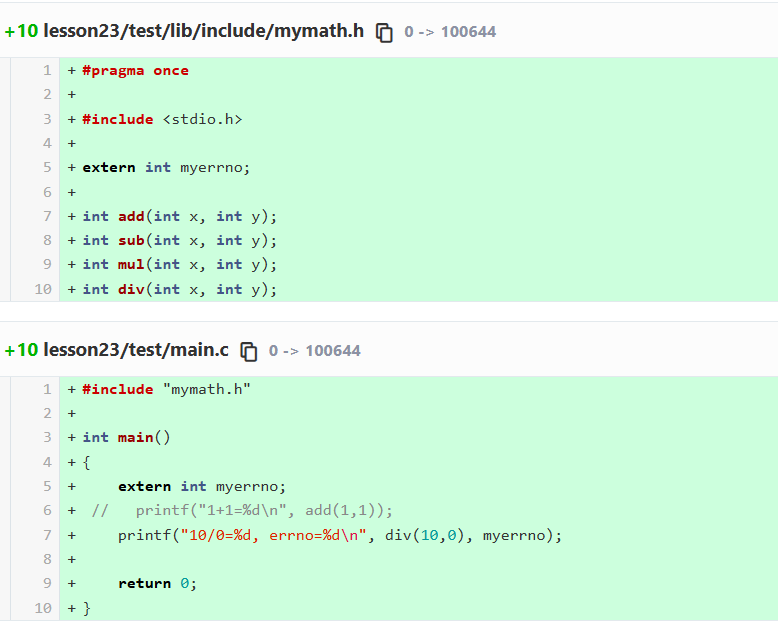 +10 lesson23/test/lib/include/mymath.h 0 -> 100644
1 + #pragma once
2 +
3 + #include <stdio.h>
4 +
5 + extern int myerrno;
6 +
7 + int add(int x, int y);
8 + int sub(int x, int y);
9 + int mul(int x, int y);
10 + int div(int x, int y);
+10 lesson23/test/main.c 0 -> 100644
1 + #include "mymath.h"
2 +
3 + int main()
4 + {
5 +     extern int myerrno;
6 +  //   printf("1+1=%d\n", add(1,1));
7 +     printf("10/0=%d, errno=%d\n", div(10,0), myerrno);
8 +
9 +     return 0;
10 + }